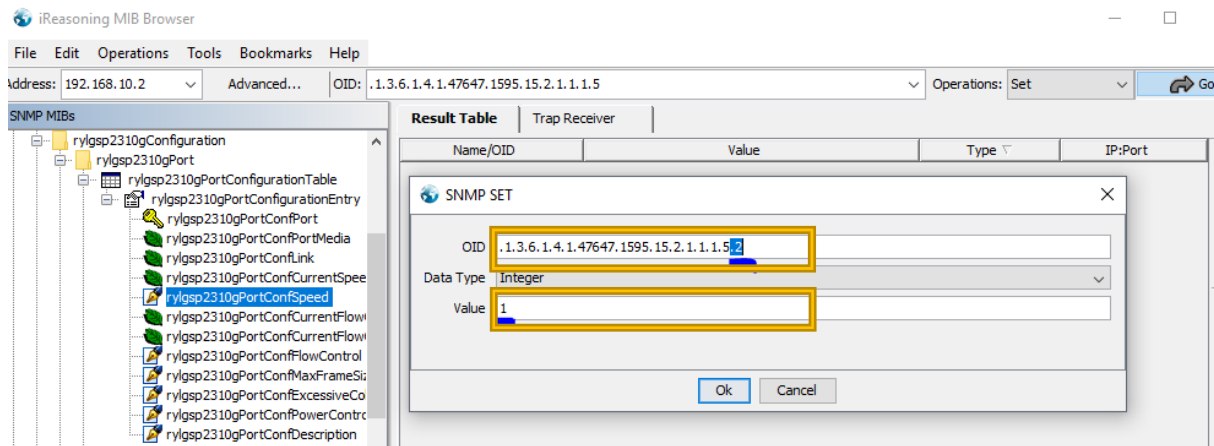 iReasoning MIB Browser
File Edit Operations Tools Bookmarks Help
Address: 192.168.10.2 Advanced... OID: .1.3.6.1.4.1.47647.1595.15.2.1.1.1.5 Operations: Set Go
SNMP MIBs
Result Table Trap Receiver
Name/OID Value Type IP:Port
rylgsp2310gConfiguration
rylgsp2310gPort
rylgsp2310gPortConfigurationTable
rylgsp2310gPortConfigurationEntry
rylgsp2310gPortConfPort
rylgsp2310gPortConfPortMedia
rylgsp2310gPortConfLink
rylgsp2310gPortConfCurrentSpee
rylgsp2310gPortConfSpeed
rylgsp2310gPortConfCurrentFlow
rylgsp2310gPortConfCurrentFlow
rylgsp2310gPortConfFlowControl
rylgsp2310gPortConfMaxFrameSiz
rylgsp2310gPortConfExcessiveCo
rylgsp2310gPortConfPowerContro
rylgsp2310gPortConfDescription
SNMP SET
OID .1.3.6.1.4.1.47647.1595.15.2.1.1.1.5.2
Data Type Integer
Value 1
Ok Cancel